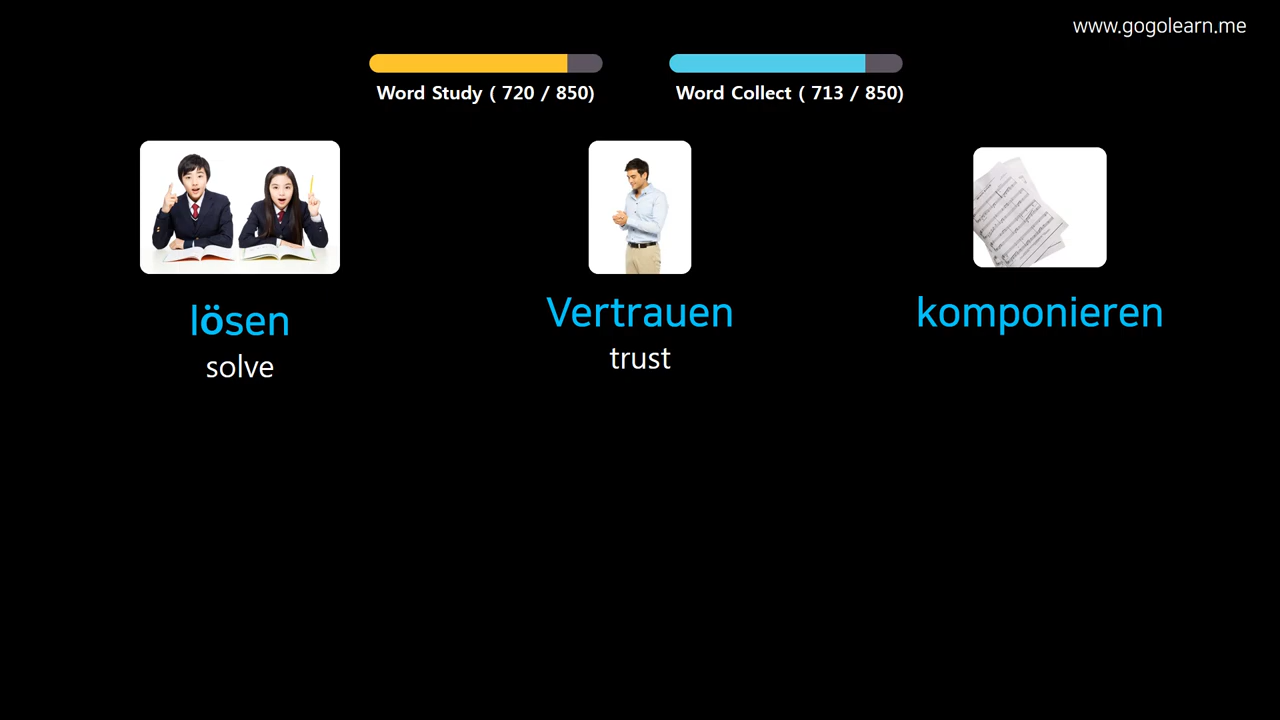 www.gogolearn.me
Word Study ( 720 / 850)
Word Collect ( 713 / 850)
lösen
solve
Vertrauen
trust
komponieren